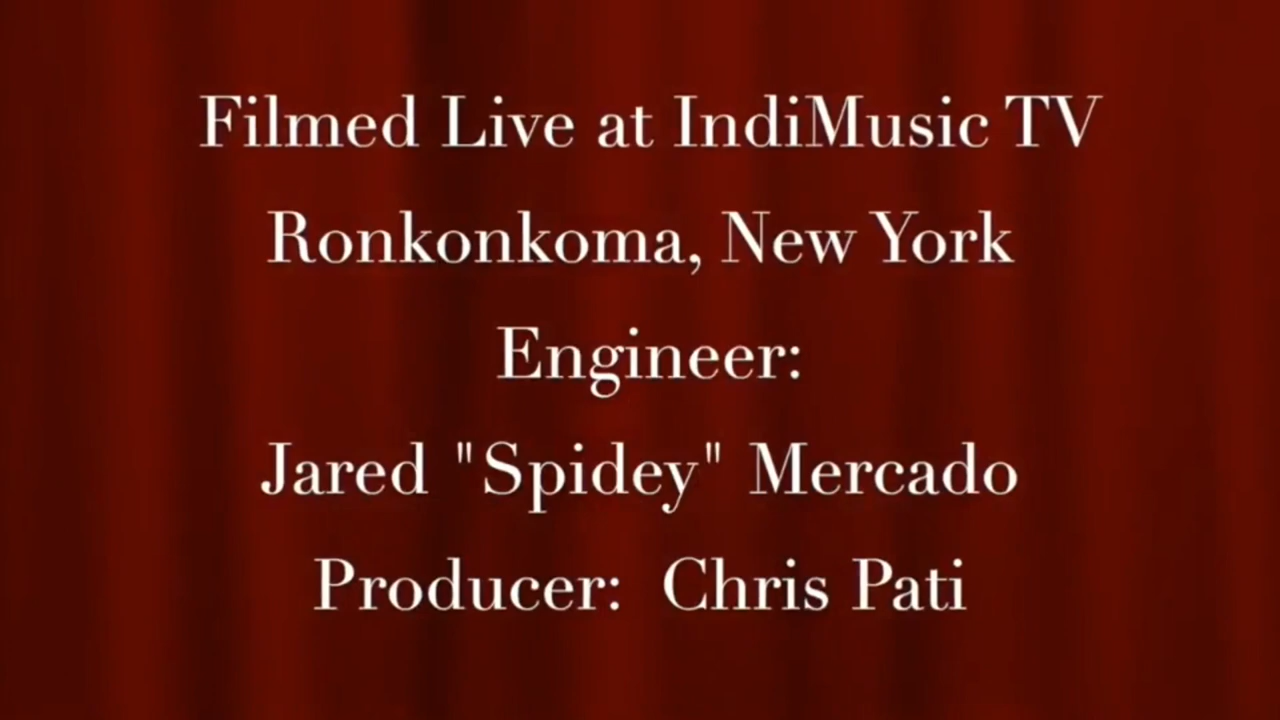 Filmed Live at IndiMusic TV
Ronkonkoma, New York
Engineer:
Jared "Spidey" Mercado
Producer: Chris Pati